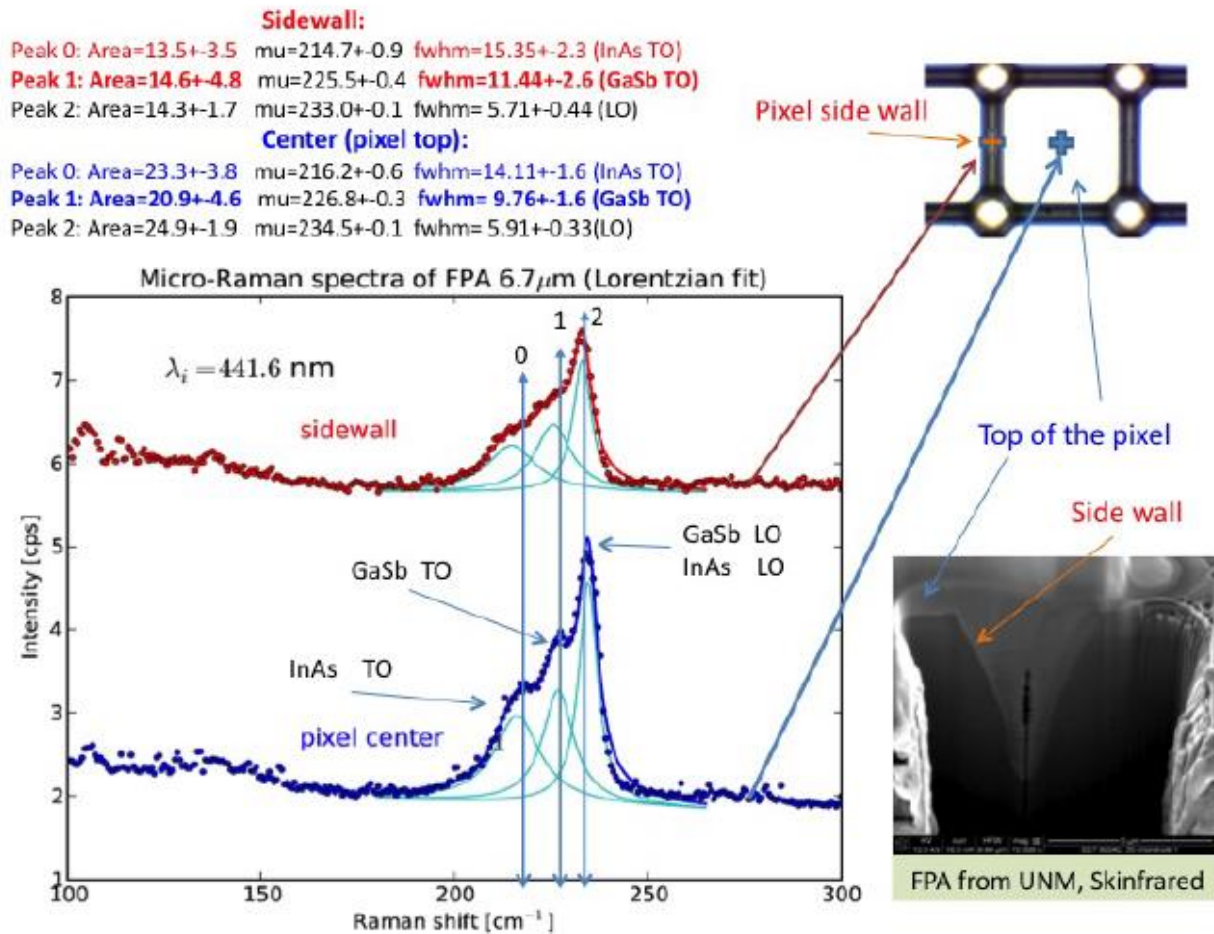 Sidewall:
Peak 0: Area=13.5+-3.5 mu=214.7+-0.9 fwhm=15.35+-2.3 (InAs TO)
Peak 1: Area=14.6+-4.8 mu=225.5+-0.4 fwhm=11.44+-2.6 (GaSb TO)
Peak 2: Area=14.3+-1.7 mu=233.0+-0.1 fwhm= 5.71+-0.44 (LO)
Center (pixel top):
Peak 0: Area=23.3+-3.8 mu=216.2+-0.6 fwhm=14.11+-1.6 (InAs TO)
Peak 1: Area=20.9+-4.6 mu=226.8+-0.3 fwhm= 9.76+-1.6 (GaSb TO)
Peak 2: Area=24.9+-1.9 mu=234.5+-0.1 fwhm= 5.91+-0.33(LO)
Pixel side wall
Micro-Raman spectra of FPA 6.7μm (Lorentzian fit)
8
7
6
5
4
3
2
1
Intensity [cps]
λi=441.6 nm
0
1
2
sidewall
GaSb LO
InAs LO
GaSb TO
InAs TO
pixel center
100
150
200
250
300
Raman shift [cm⁻¹]
Top of the pixel
Side wall
FPA from UNM, Skinfrared